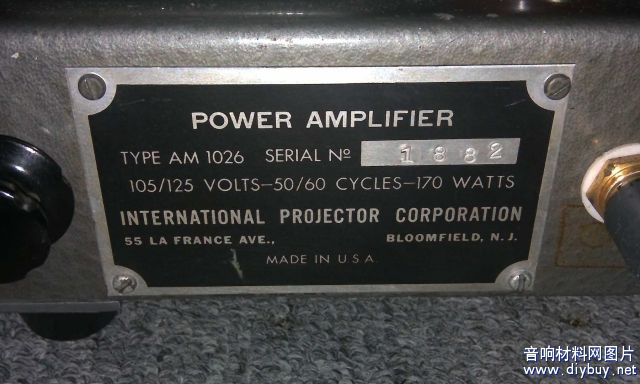 POWER AMPLIFIER
TYPE AM 1026 SERIAL Nº 1882
105/125 VOLTS—50/60 CYCLES—170 WATTS
INTERNATIONAL PROJECTOR CORPORATION
55 LA FRANCE AVE., BLOOMFIELD, N. J.
MADE IN U.S.A.
音响材料网图片
www.diybuy.net